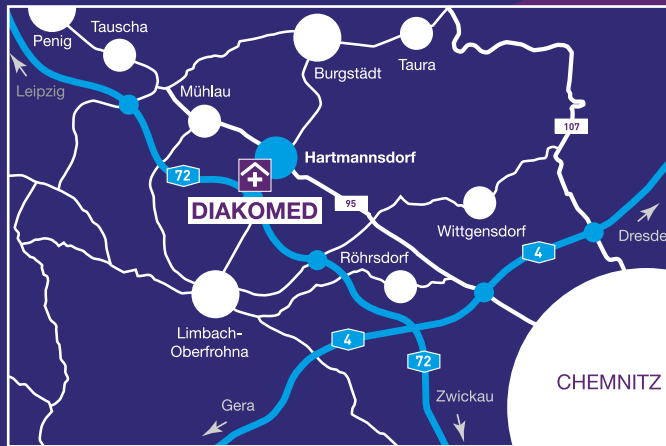 Penig
Tauscha
Burgstädt
Taura
Leipzig
Mühlau
107
Hartmannsdorf
72
DIAKOMED
95
Wittgensdorf
Dresde
4
Röhrsdorf
Limbach-
Oberfrohna
4
72
CHEMNITZ
Gera
Zwickau